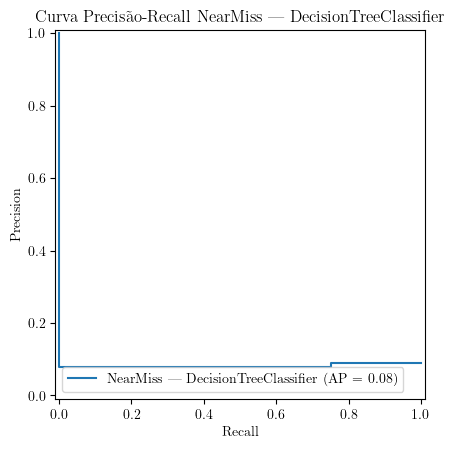 Curva Precisão-Recall NearMiss — DecisionTreeClassifier
1.0
0.8
0.6
0.4
0.2
0.0
Precision
NearMiss — DecisionTreeClassifier (AP = 0.08)
0.0 0.2 0.4 0.6 0.8 1.0
Recall